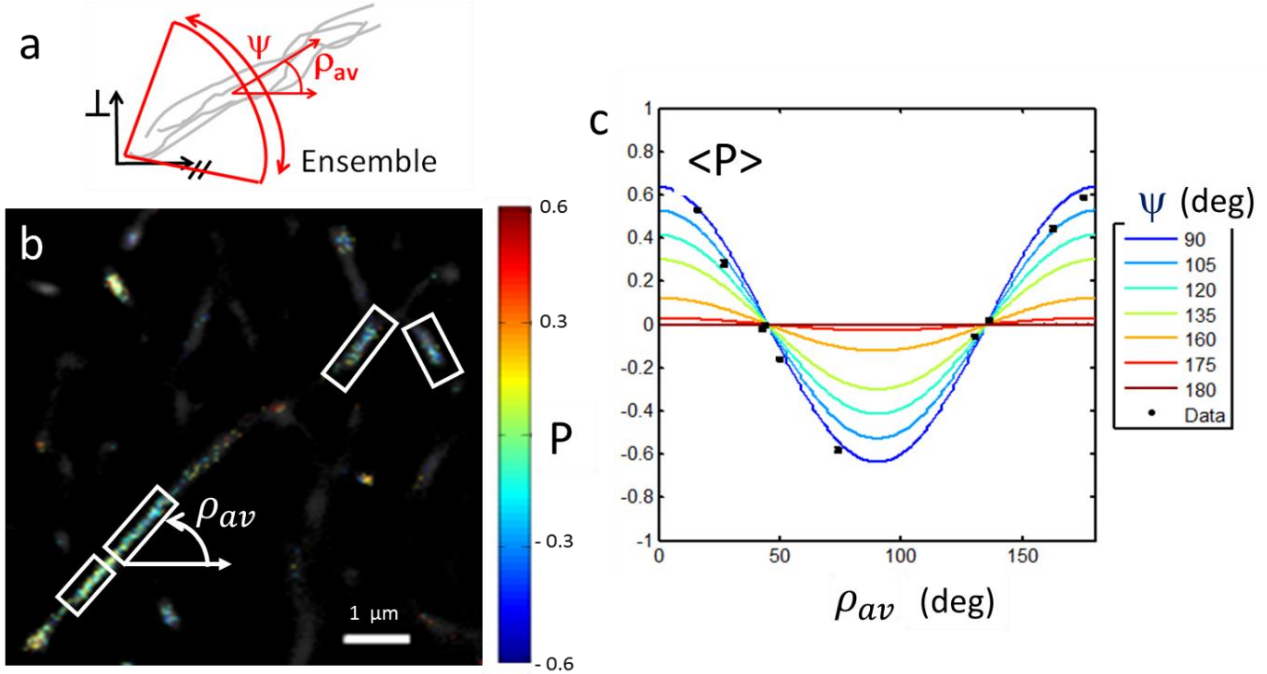 a
⊥
//
ψ
ρav
Ensemble
b
0.6
0.3
P
- 0.3
- 0.6
ρav
1 μm
c
<P>
1
0.8
0.6
0.4
0.2
0
-0.2
-0.4
-0.6
-0.8
-1
0
50
100
150
ρav (deg)
Ψ (deg)
90
105
120
135
160
175
180
Data